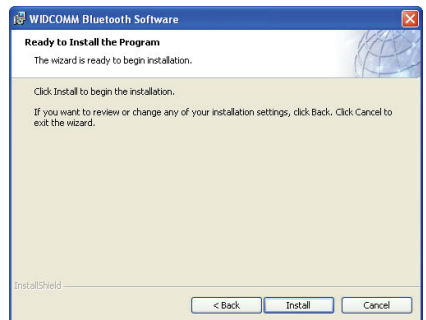 WIDCOMM Bluetooth Software
Ready to Install the Program
The wizard is ready to begin installation.
Click Install to begin the installation.
If you want to review or change any of your installation settings, click Back. Click Cancel to
exit the wizard.
InstallShield
< Back Install Cancel